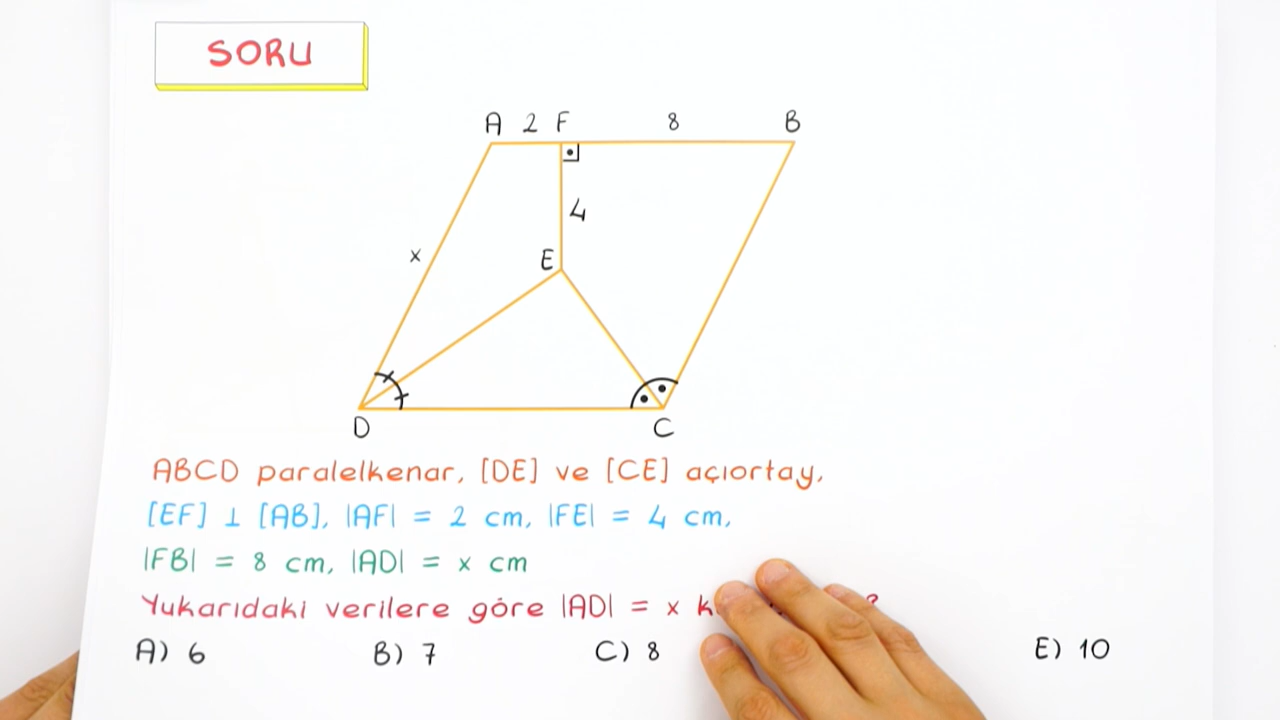 SORU
A 2 F 8 B
4
x E
D C
ABCD paralelkenar, [DE] ve [CE] açıortay,
[EF] ⊥ [AB], |AF| = 2 cm, |FE| = 4 cm,
|FB| = 8 cm, |AD| = x cm
Yukarıdaki verilere göre |AD| = x
A) 6 B) 7 C) 8 E) 10